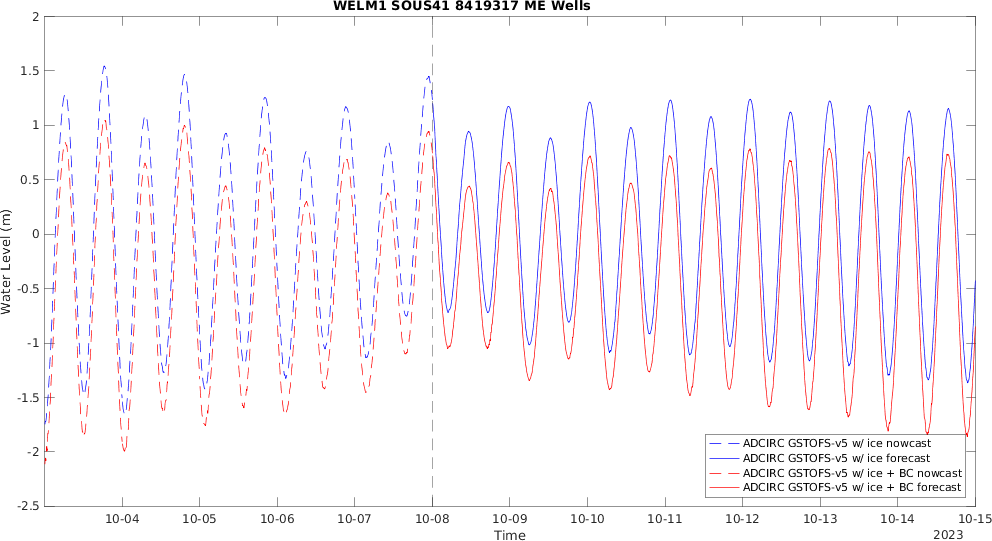 WELM1 SOUS41 8419317 ME Wells
2
1.5
1
0.5
0
-0.5
-1
-1.5
-2
-2.5
Water Level (m)
10-04 10-05 10-06 10-07 10-08 10-09 10-10 10-11 10-12 10-13 10-14 10-15
Time
2023
ADCIRC GSTOFS-v5 w/ ice nowcast
ADCIRC GSTOFS-v5 w/ ice forecast
ADCIRC GSTOFS-v5 w/ ice + BC nowcast
ADCIRC GSTOFS-v5 w/ ice + BC forecast